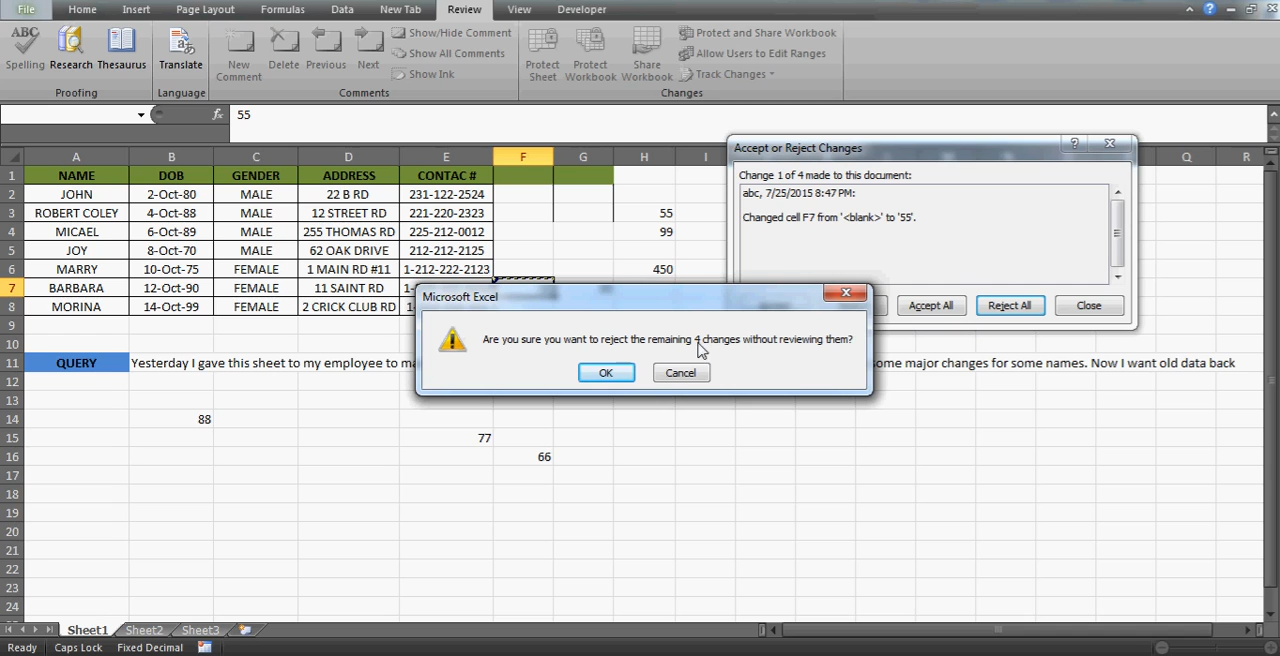 File Home Insert Page Layout Formulas Data New Tab Review View Developer
ABC
Spelling Research Thesaurus
Proofing
Translate
Language
New Comment
Delete
Previous
Next
Show/Hide Comment
Show All Comments
Show Ink
Comments
Protect Sheet
Protect Workbook
Share Workbook
Protect and Share Workbook
Allow Users to Edit Ranges
Track Changes
Changes
fx 55
A B C D E F G H I Q R
1 NAME DOB GENDER ADDRESS CONTAC #
2 JOHN 2-Oct-80 MALE 22 B RD 231-122-2524
3 ROBERT COLEY 4-Oct-88 MALE 12 STREET RD 221-220-2323 55
4 MICAEL 6-Oct-89 MALE 255 THOMAS RD 225-212-0012 99
5 JOY 8-Oct-70 MALE 62 OAK DRIVE 212-212-2125
6 MARRY 10-Oct-75 FEMALE 1 MAIN RD #11 1-212-222-2123 450
7 BARBARA 12-Oct-90 FEMALE 11 SAINT RD
8 MORINA 14-Oct-99 FEMALE 2 CRICK CLUB RD
9
10
11 QUERY Yesterday I gave this sheet to my employee to some major changes for some names. Now I want old data back
12
13
14 88
15 77
16 66
17
18
19
20
21
22
23
24
Accept or Reject Changes
Change 1 of 4 made to this document:
abc, 7/25/2015 8:47 PM:
Changed cell F7 from '<blank>' to '55'.
Accept All Reject All Close
Microsoft Excel
Are you sure you want to reject the remaining 4 changes without reviewing them?
OK Cancel
Sheet1 Sheet2 Sheet3
Ready Caps Lock Fixed Decimal